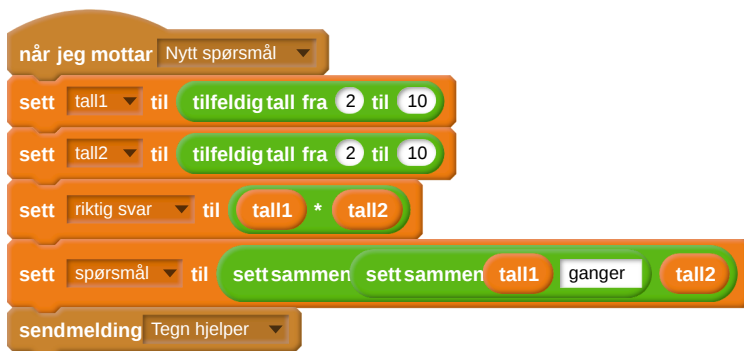 når jeg mottar Nytt spørsmål
sett tall1 til tilfeldig tall fra 2 til 10
sett tall2 til tilfeldig tall fra 2 til 10
sett riktig svar til tall1 * tall2
sett spørsmål til sett sammen sett sammen tall1 ganger tall2
send melding Tegn hjelper